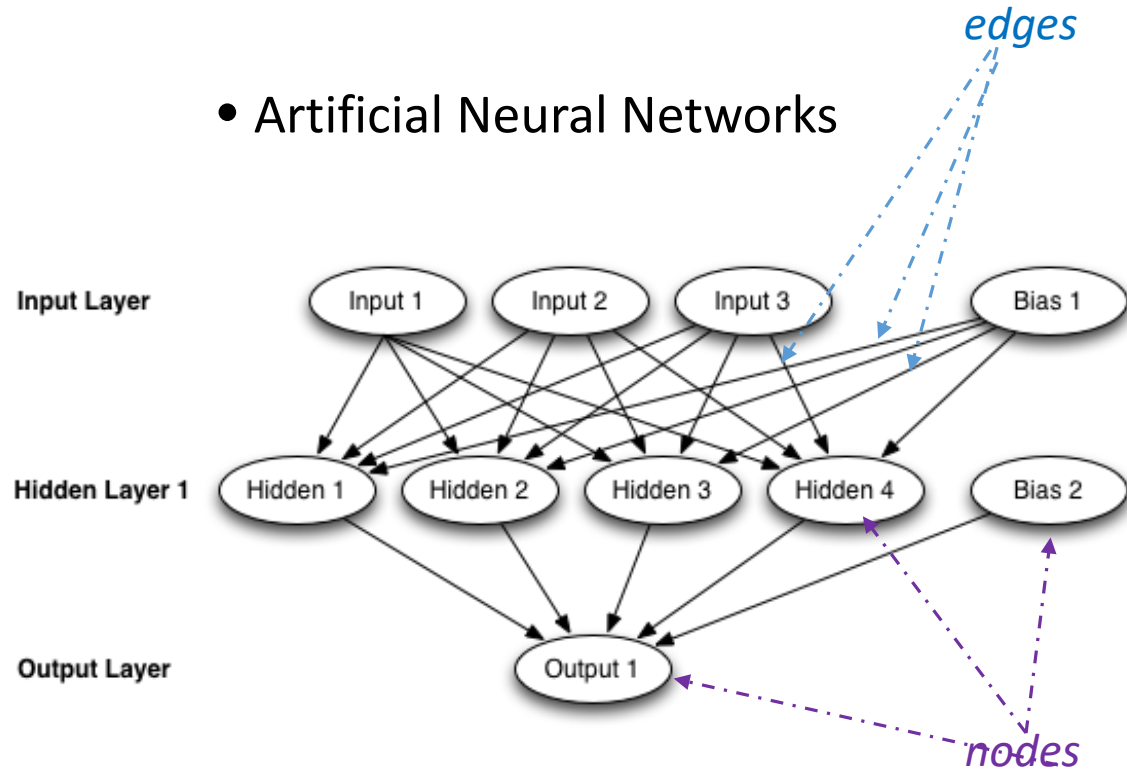 edges
• Artificial Neural Networks
Input Layer
Input 1
Input 2
Input 3
Bias 1
Hidden Layer 1
Hidden 1
Hidden 2
Hidden 3
Hidden 4
Bias 2
Output Layer
Output 1
nodes